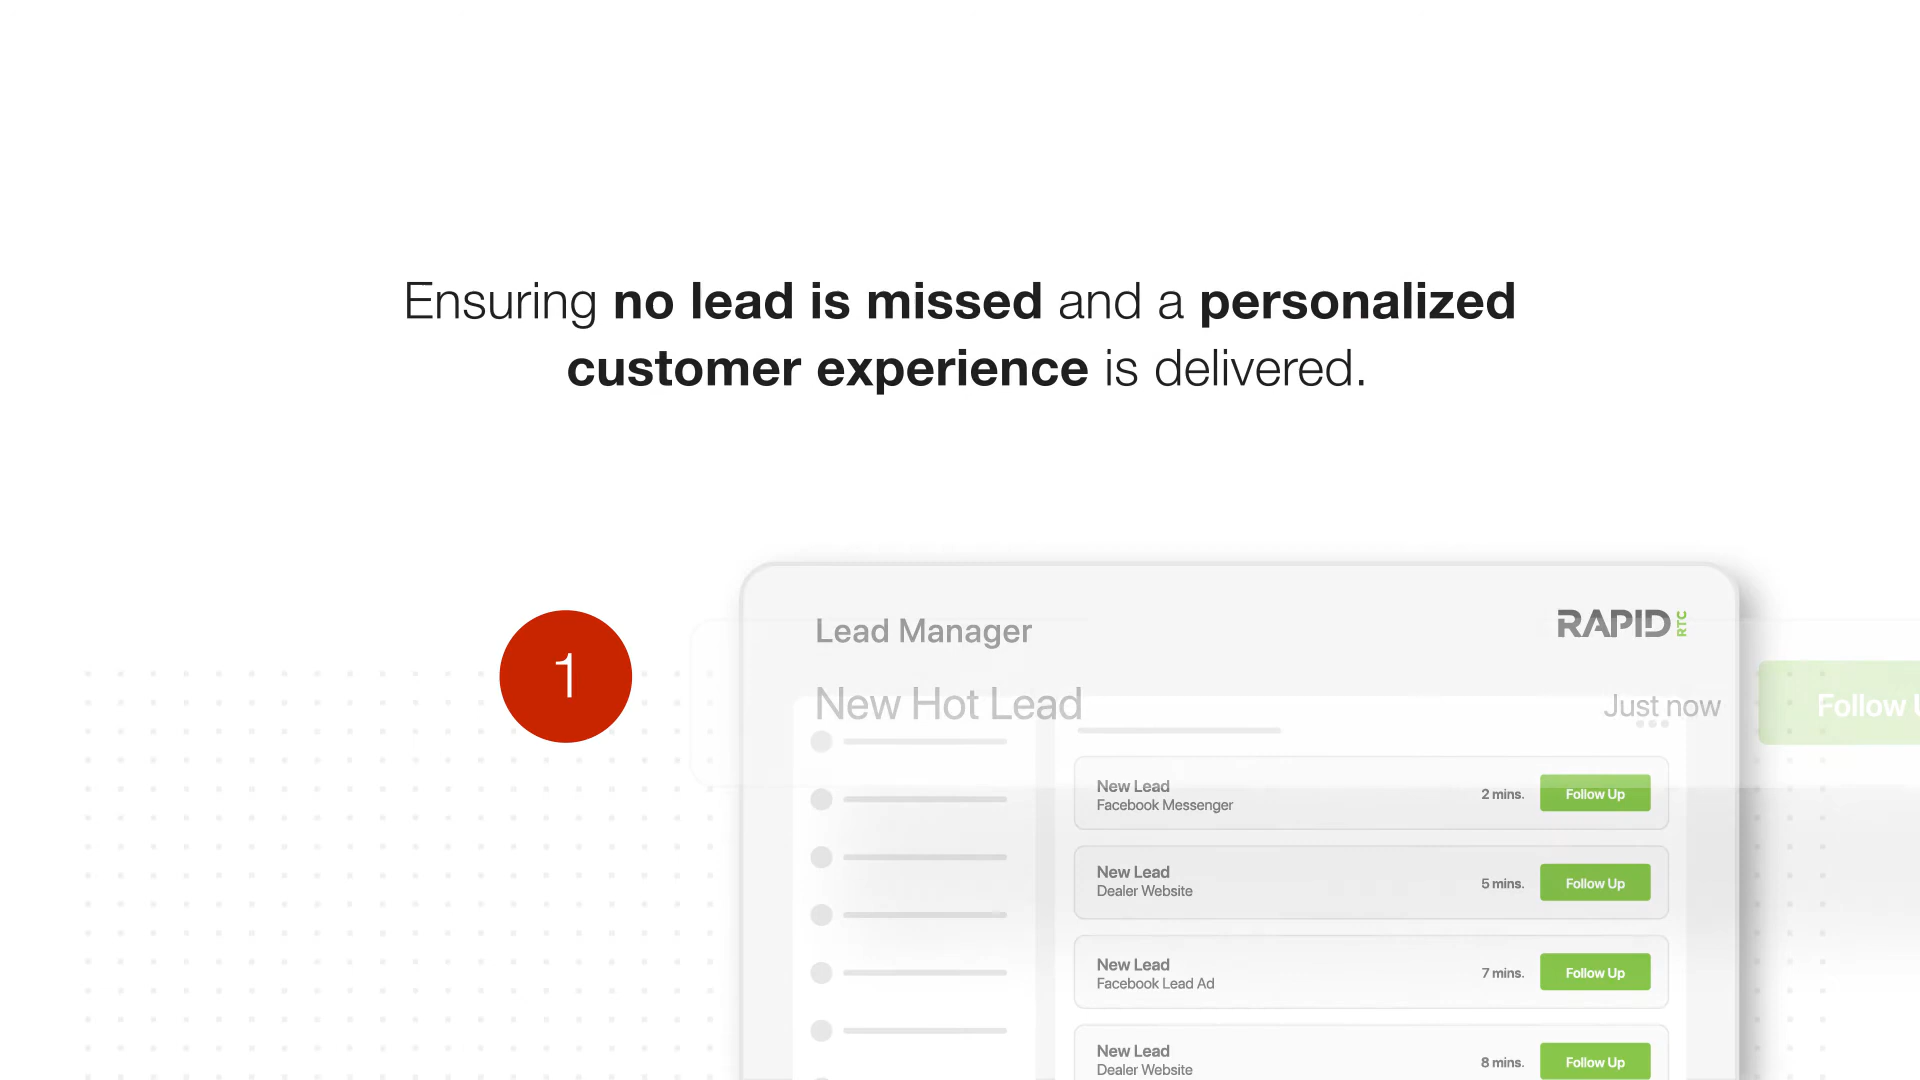 Ensuring no lead is missed and a personalized
customer experience is delivered.
1
Lead Manager
RAPID RTC
New Hot Lead
Just now
Follow U
New Lead
Facebook Messenger
2 mins.
Follow Up
New Lead
Dealer Website
5 mins.
Follow Up
New Lead
Facebook Lead Ad
7 mins.
Follow Up
New Lead
Dealer Website
8 mins.
Follow Up